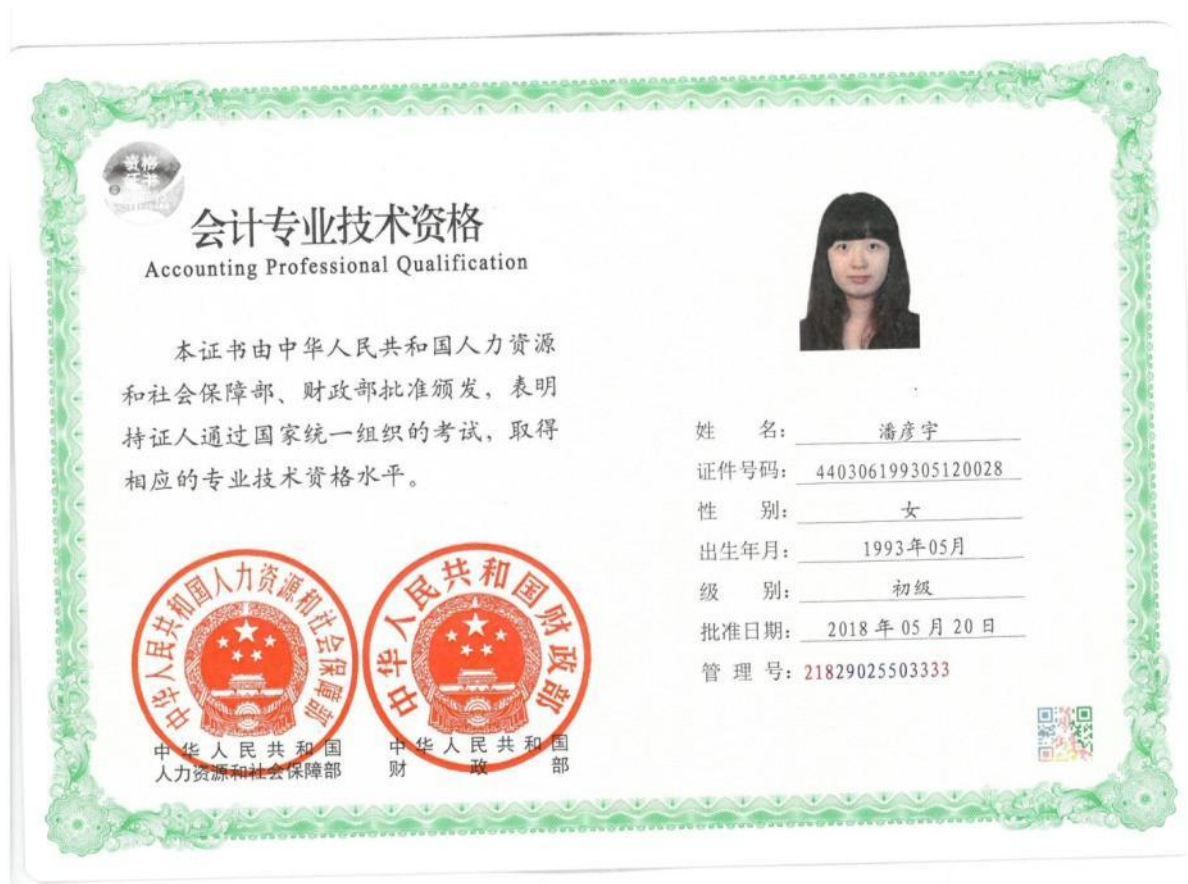 资格
证书
会计专业技术资格
Accounting Professional Qualification
本证书由中华人民共和国人力资源
和社会保障部、财政部批准颁发，表明
持证人通过国家统一组织的考试，取得
相应的专业技术资格水平。
中华人民共和国人力资源和社会保障部
中华人民共和国财政部
中华人民共和国
人力资源和社会保障部
中华人民共和国
财政部
姓名：潘彦宇
证件号码：440306199305120028
性别：女
出生年月：1993年05月
级别：初级
批准日期：2018年05月20日
管理号：21829025503333